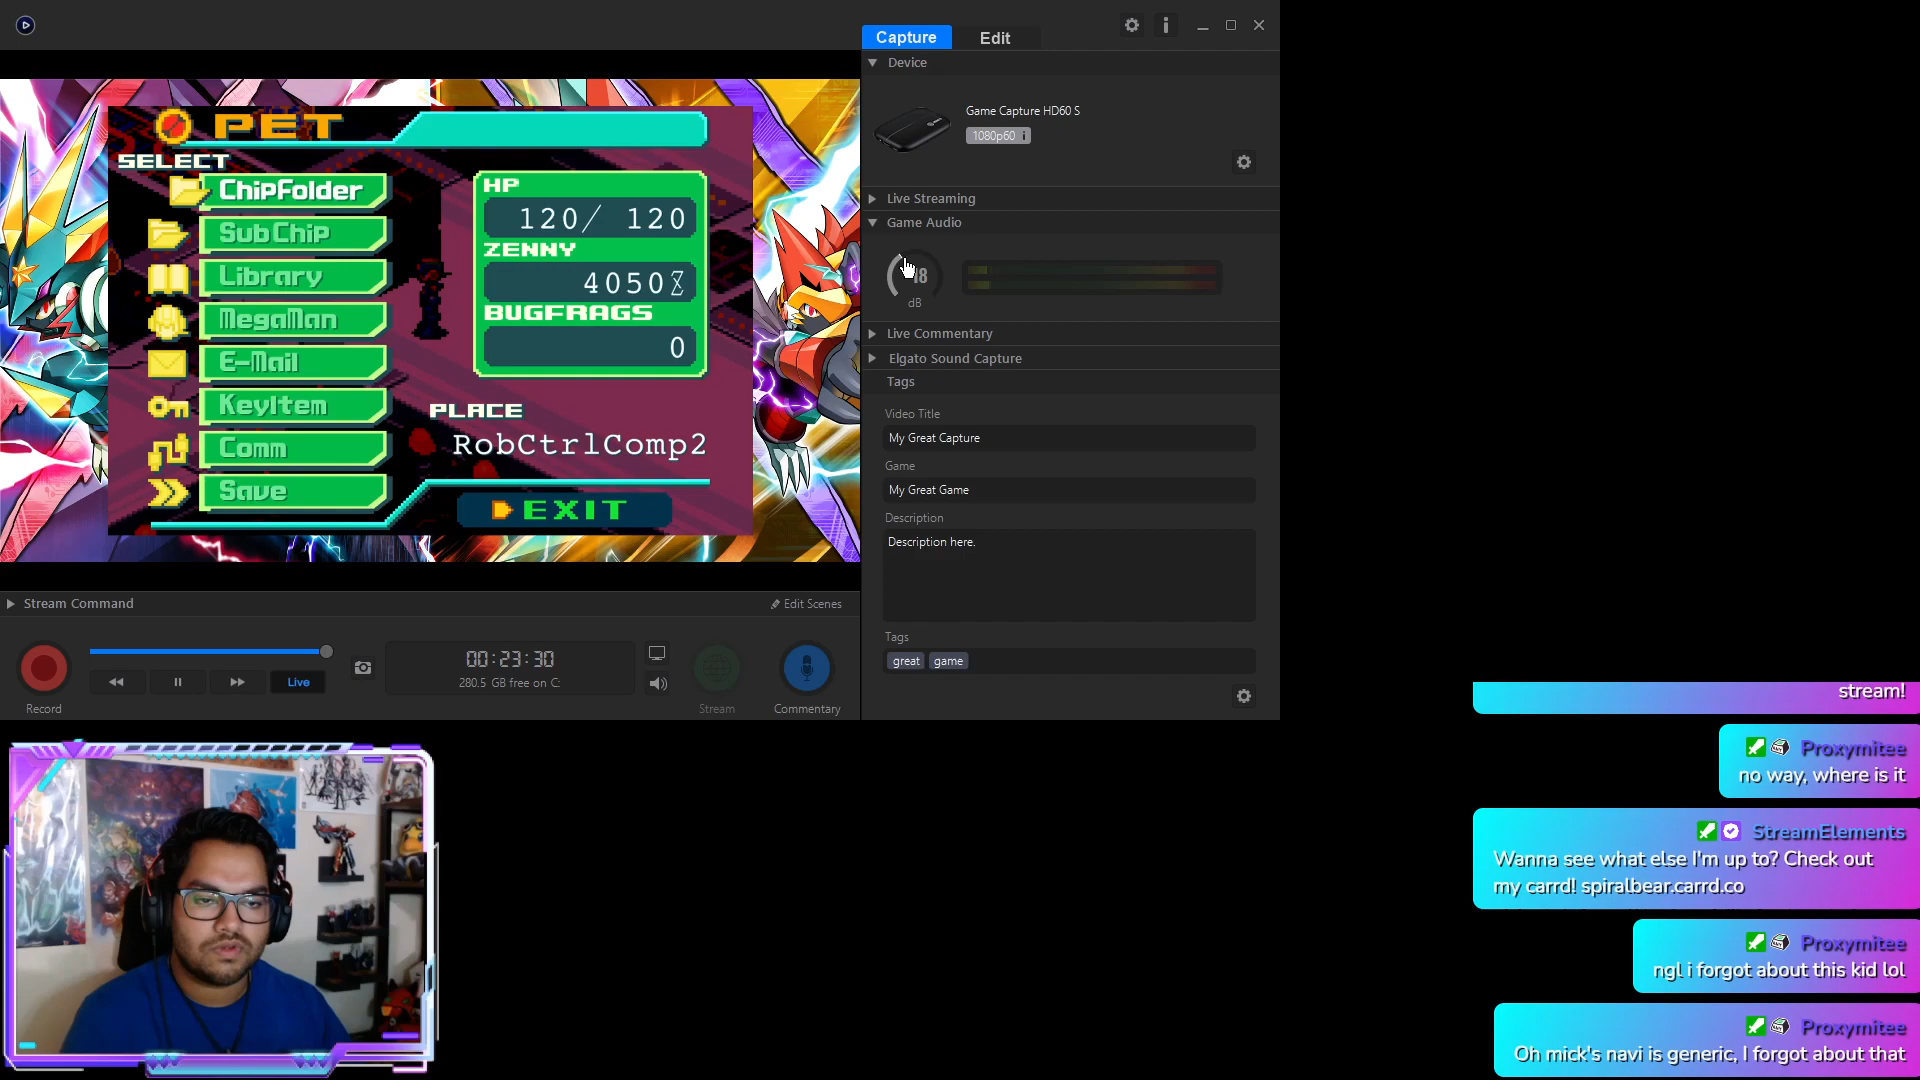 Capture
Edit
Device
Game Capture HD60 S
1080p60 i
Live Streaming
Game Audio
dB
Live Commentary
Elgato Sound Capture
Tags
Video Title
My Great Capture
Game
My Great Game
Description
Description here.
Tags
great game
PET
SELECT
ChipFolder
SubChip
Library
MegaMan
E-Mail
KeyItem
Comm
Save
HP
120/ 120
ZENNY
4050Z
BUGFRAGS
0
PLACE
RobCtrlComp2
EXIT
Stream Command
Edit Scenes
Live
00:23:30
280.5 GB free on C:
Record
Stream
Commentary
stream!
Proxymitee
no way, where is it
StreamElements
Wanna see what else I'm up to? Check out
my carrd! spiralbear.carrd.co
Proxymitee
ngl i forgot about this kid lol
Proxymitee
Oh mick's navi is generic, I forgot about that